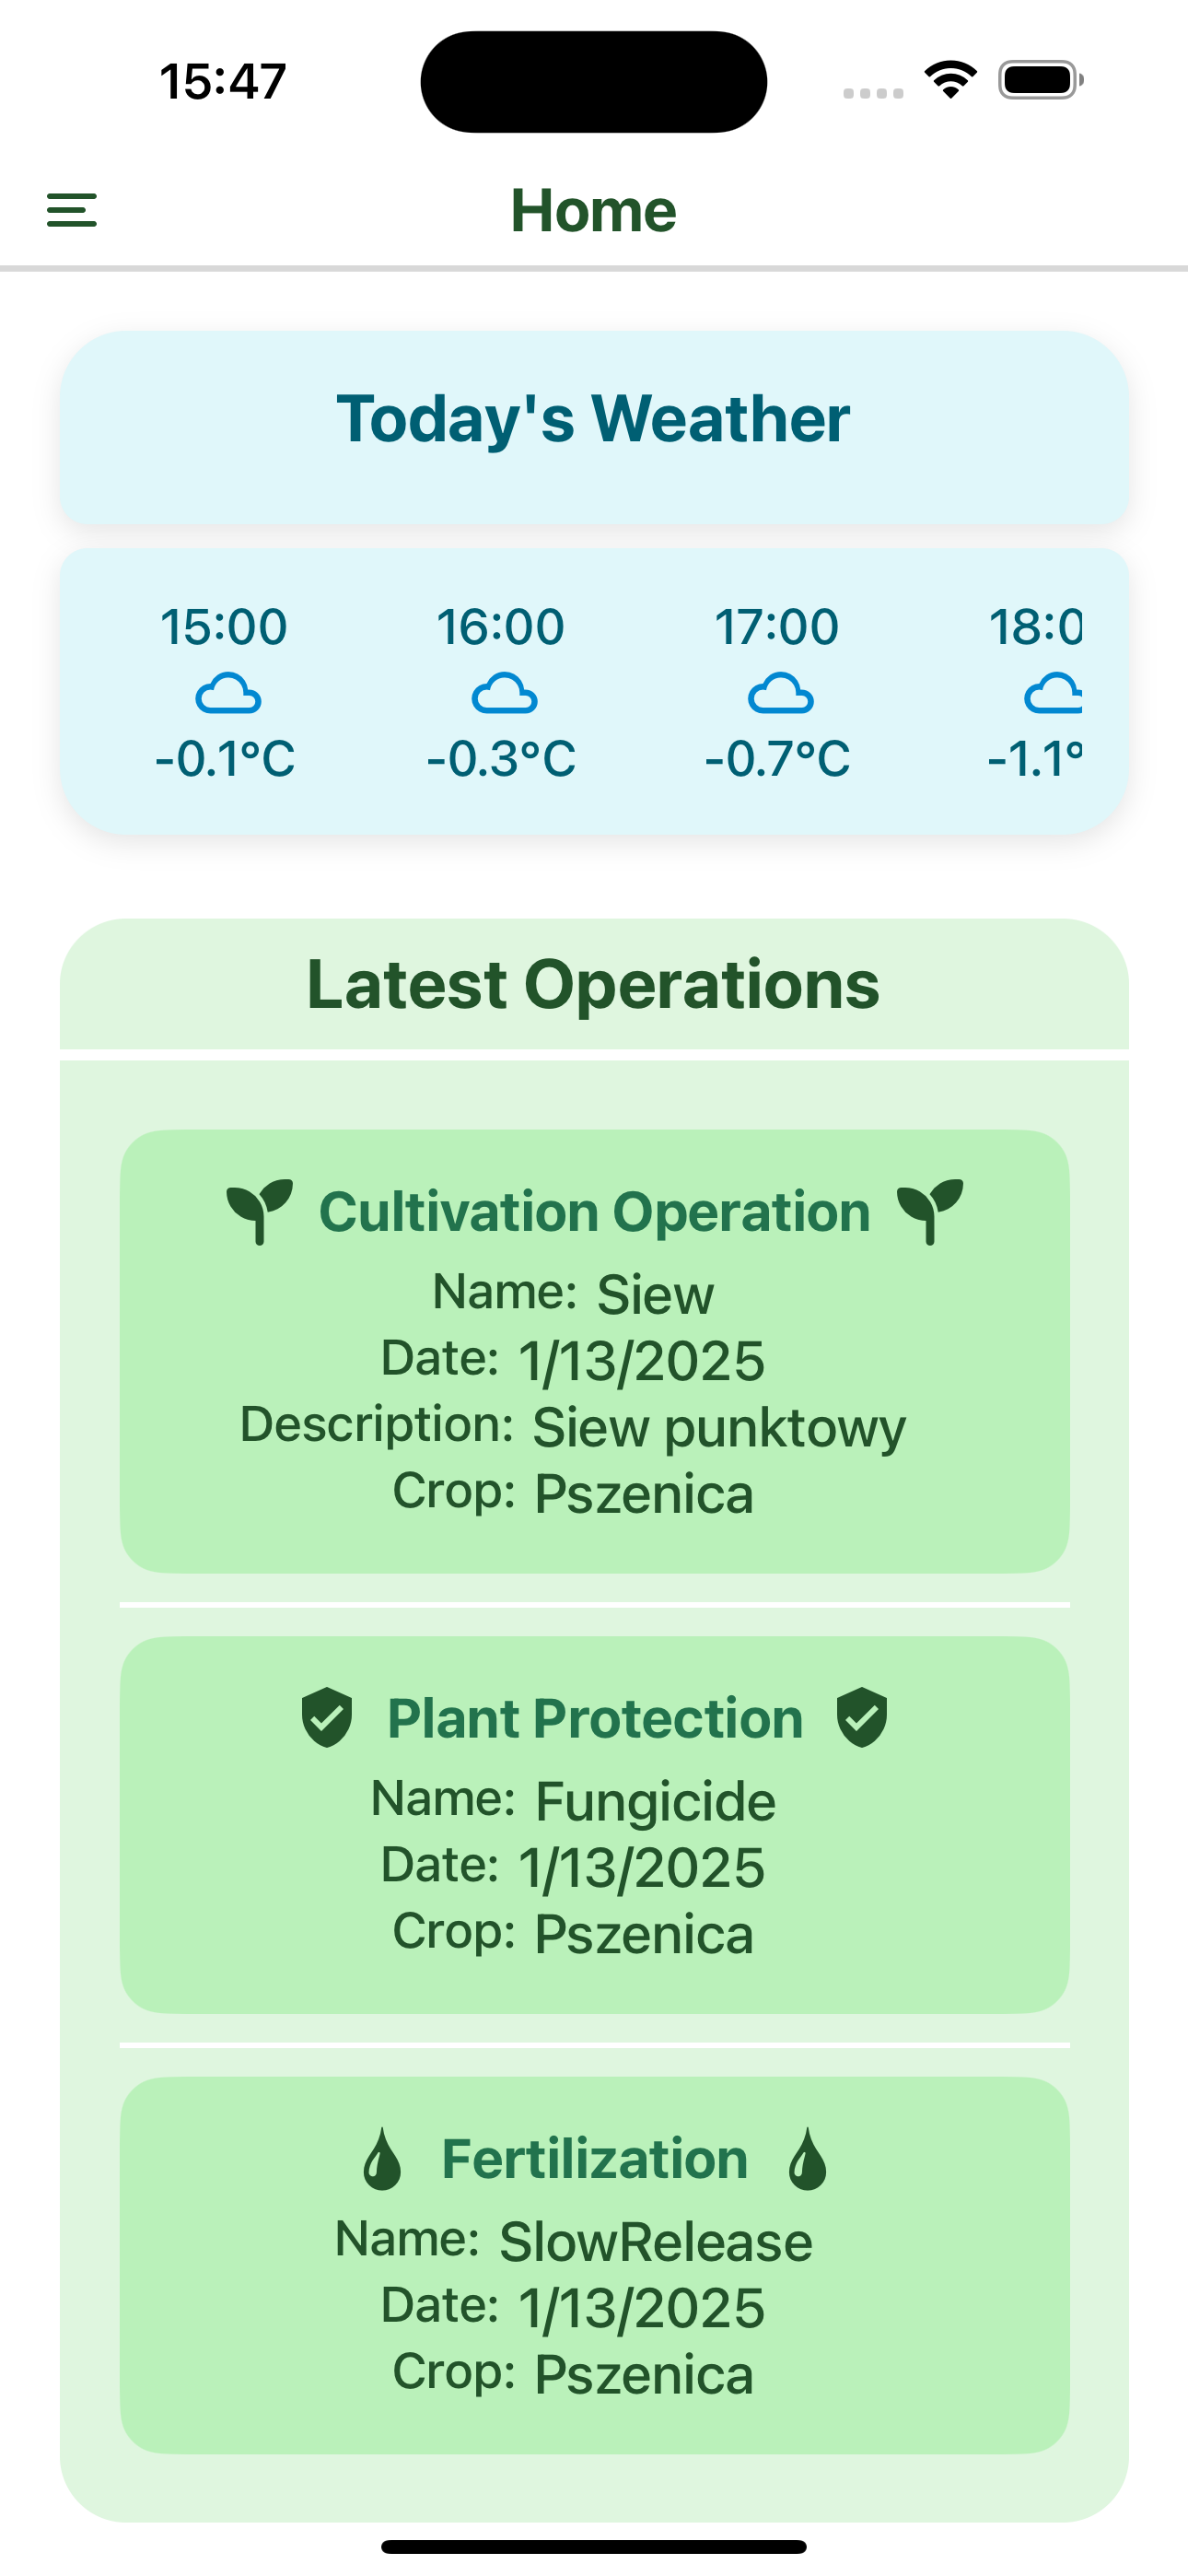 15:47
Home
Today's Weather
15:00 16:00 17:00 18:0
-0.1°C -0.3°C -0.7°C -1.1°
Latest Operations
Cultivation Operation
Name: Siew
Date: 1/13/2025
Description: Siew punktowy
Crop: Pszenica
Plant Protection
Name: Fungicide
Date: 1/13/2025
Crop: Pszenica
Fertilization
Name: SlowRelease
Date: 1/13/2025
Crop: Pszenica